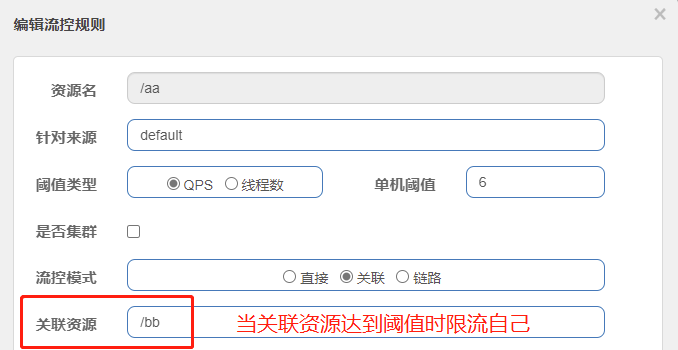 编辑流控规则 ×
资源名 /aa
针对来源 default
阈值类型 QPS 线程数 单机阈值 6
是否集群
流控模式 直接 关联 链路
关联资源 /bb 当关联资源达到阈值时限流自己